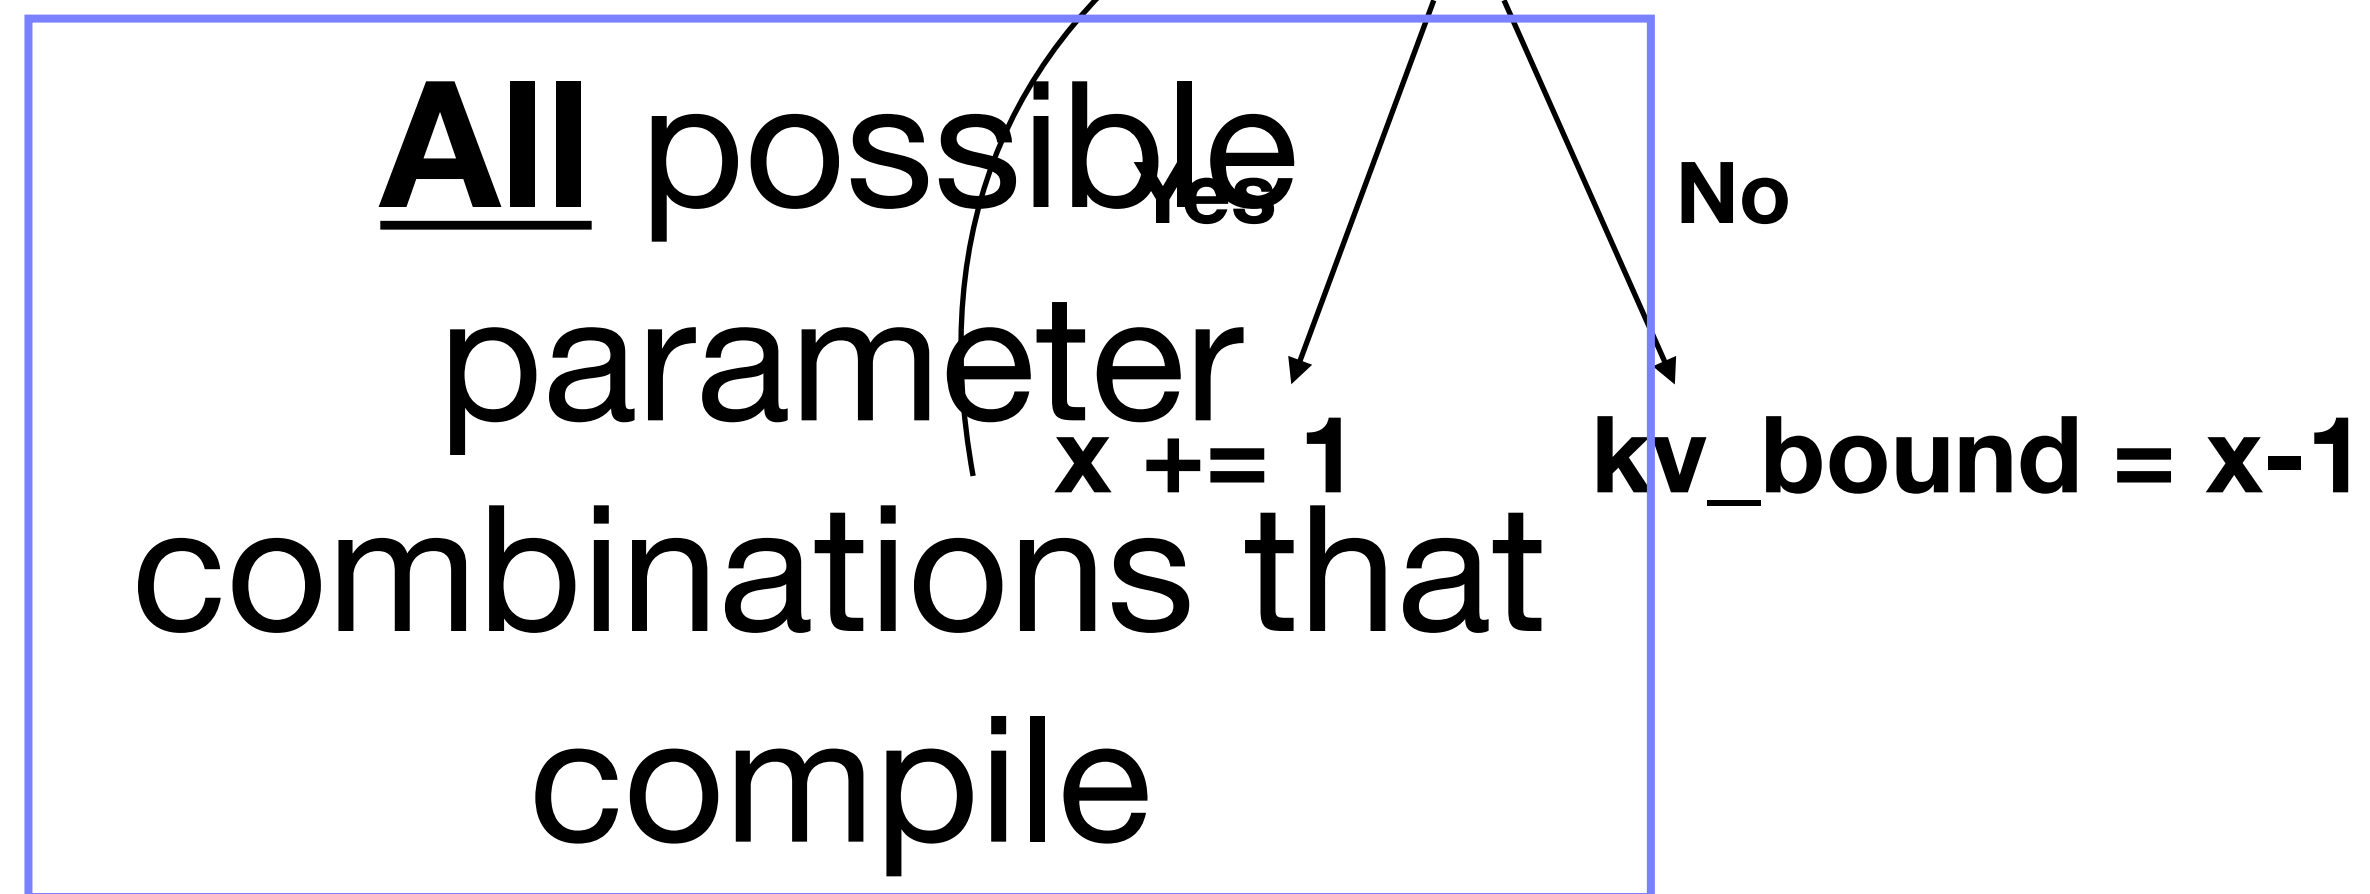 All possible
Yes
No
parameter
x += 1
kv_bound = x-1
combinations that
compile